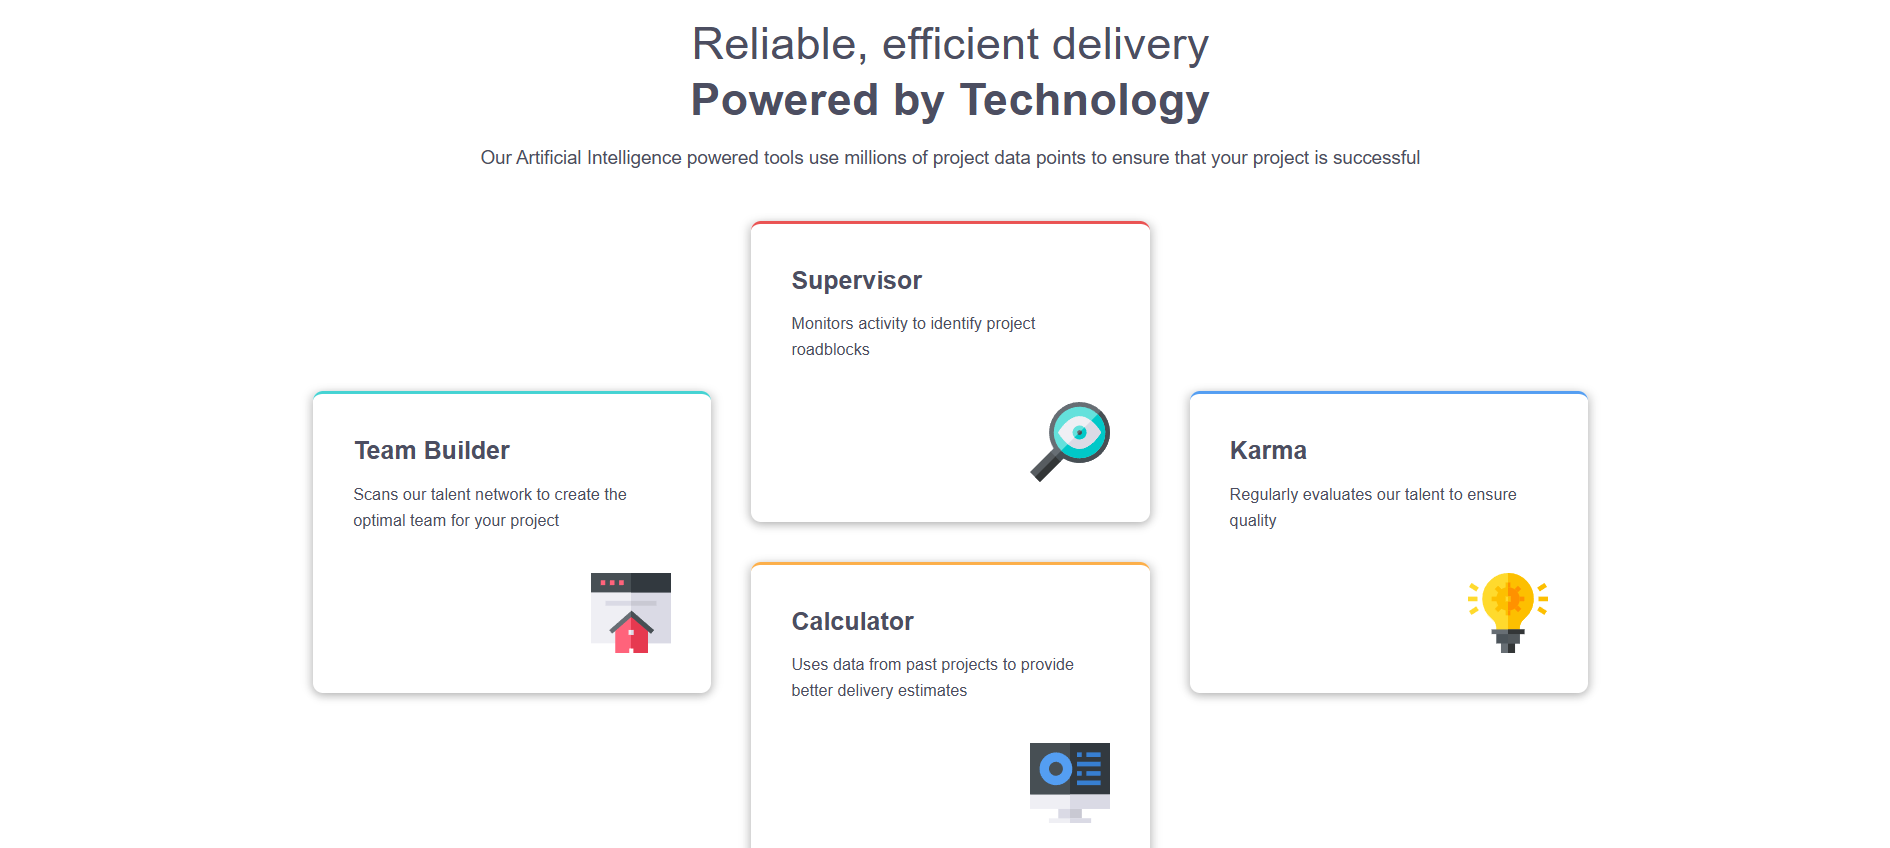 Reliable, efficient delivery
Powered by Technology
Our Artificial Intelligence powered tools use millions of project data points to ensure that your project is successful
Supervisor
Monitors activity to identify project
roadblocks
Team Builder
Scans our talent network to create the
optimal team for your project
Karma
Regularly evaluates our talent to ensure
quality
Calculator
Uses data from past projects to provide
better delivery estimates